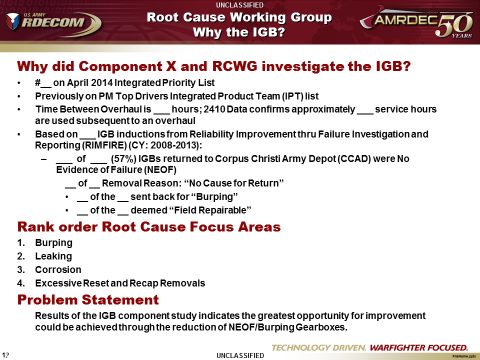 UNCLASSIFIED
U.S. ARMY
RDECOM
Root Cause Working Group
Why the IGB?
AMRDEC 50 YEARS
Why did Component X and RCWG investigate the IGB?
• #__ on April 2014 Integrated Priority List
• Previously on PM Top Drivers Integrated Product Team (IPT) list
• Time Between Overhaul is ___ hours; 2410 Data confirms approximately ___ service hours
are used subsequent to an overhaul
• Based on ___ IGB inductions from Reliability Improvement thru Failure Investigation and
Reporting (RIMFIRE) (CY: 2008-2013):
– ___ of ___ (57%) IGBs returned to Corpus Christi Army Depot (CCAD) were No
Evidence of Failure (NEOF)
__ of __ Removal Reason: “No Cause for Return”
• __ of the __ sent back for “Burping”
• __ of the __ deemed “Field Repairable”
Rank order Root Cause Focus Areas
1. Burping
2. Leaking
3. Corrosion
4. Excessive Reset and Recap Removals
Problem Statement
Results of the IGB component study indicates the greatest opportunity for improvement
could be achieved through the reduction of NEOF/Burping Gearboxes.
TECHNOLOGY DRIVEN. WARFIGHTER FOCUSED.
UNCLASSIFIED